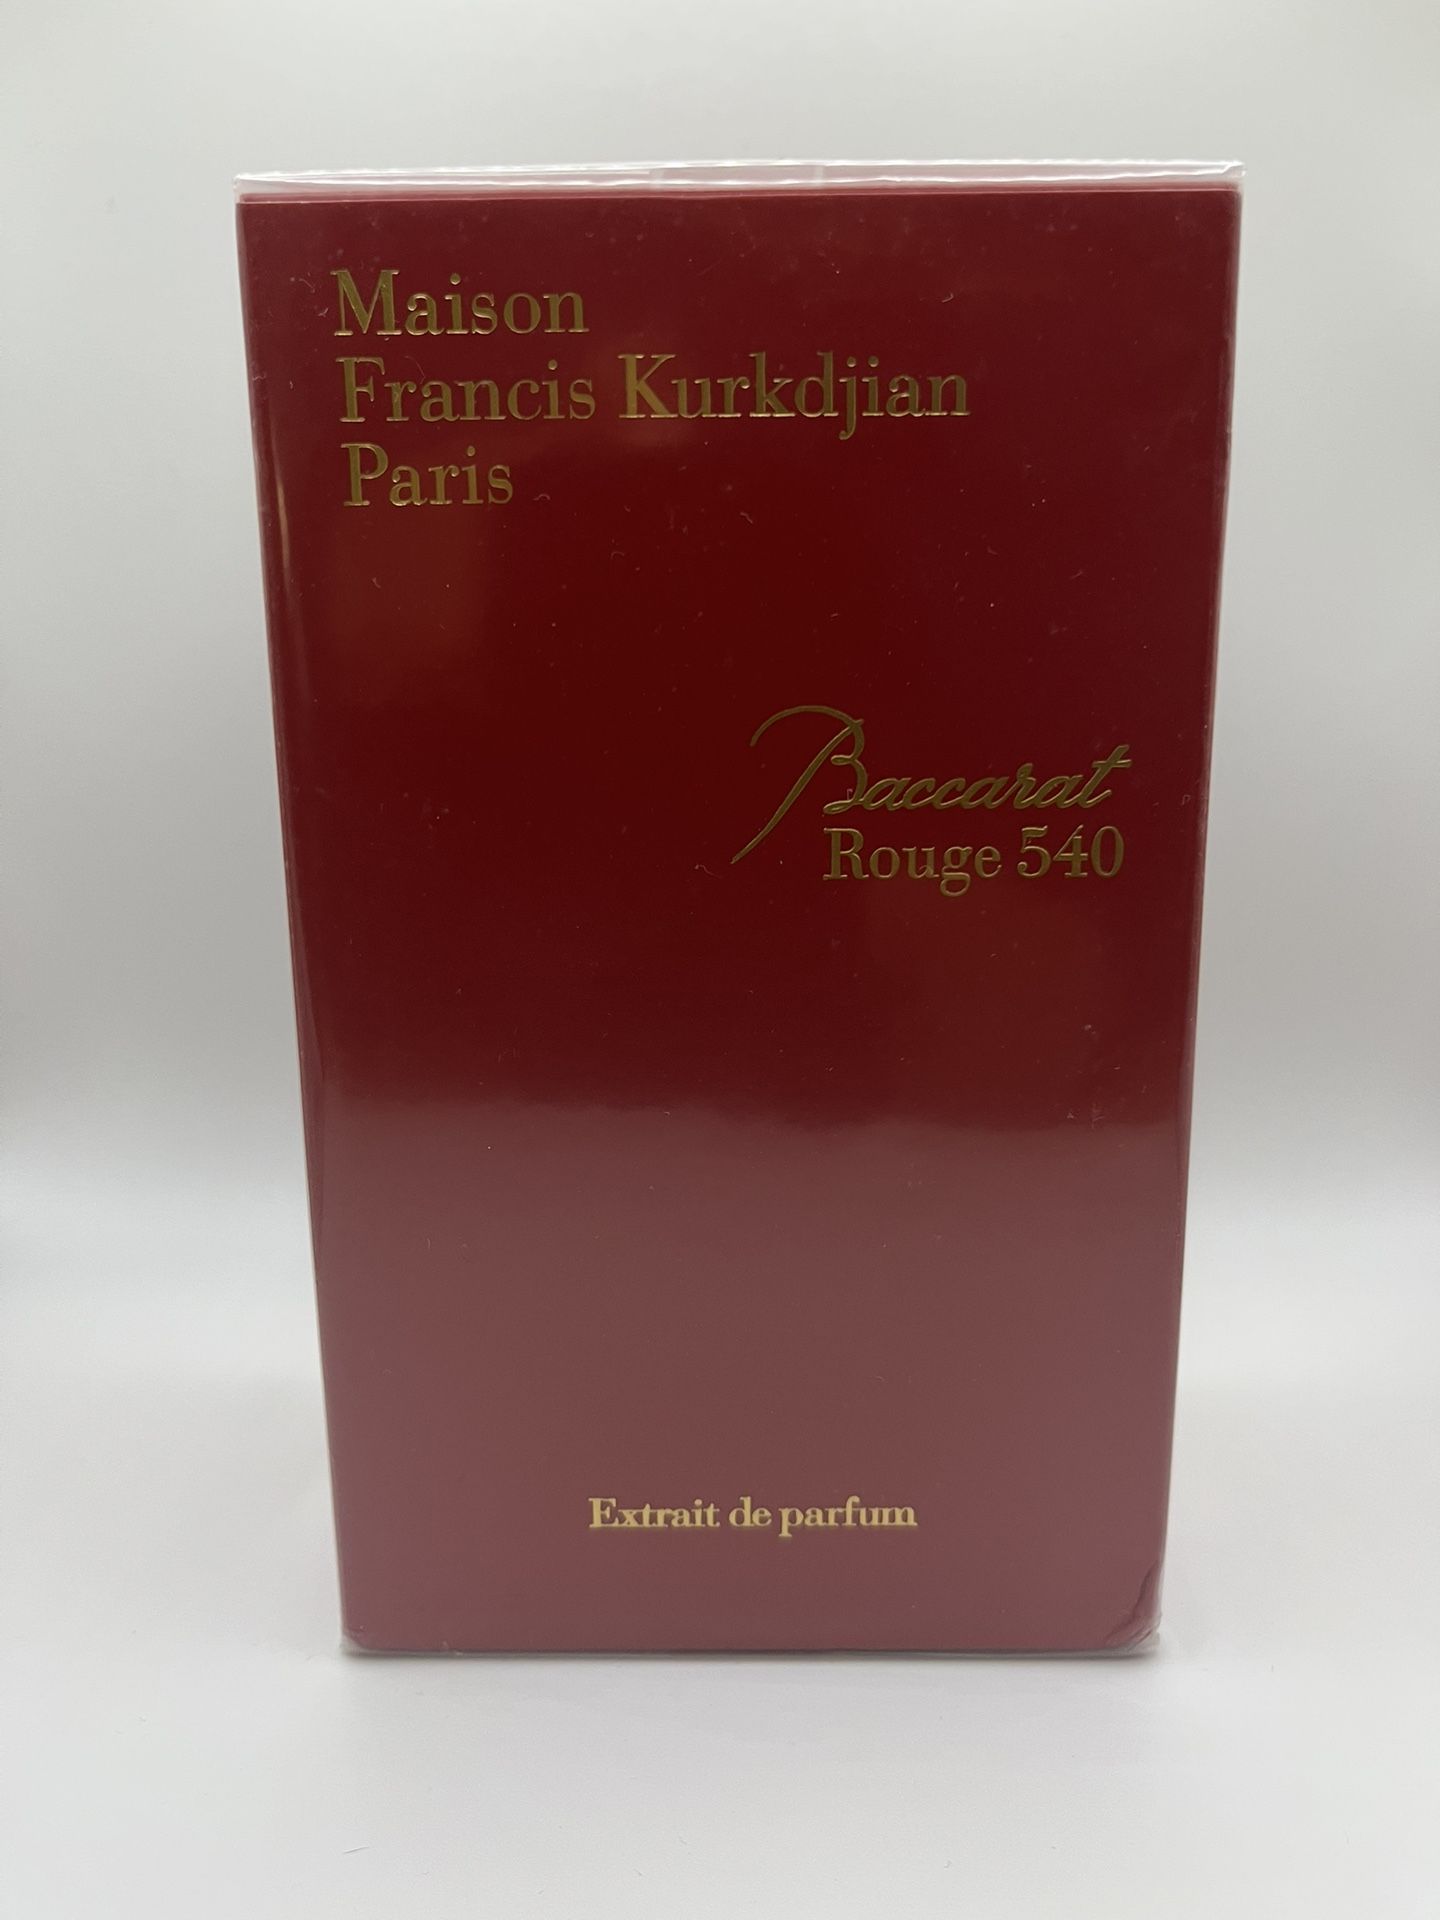 Maison
Francis Kurkdjian
Paris
Baccarat
Rouge 540
Extrait de parfum